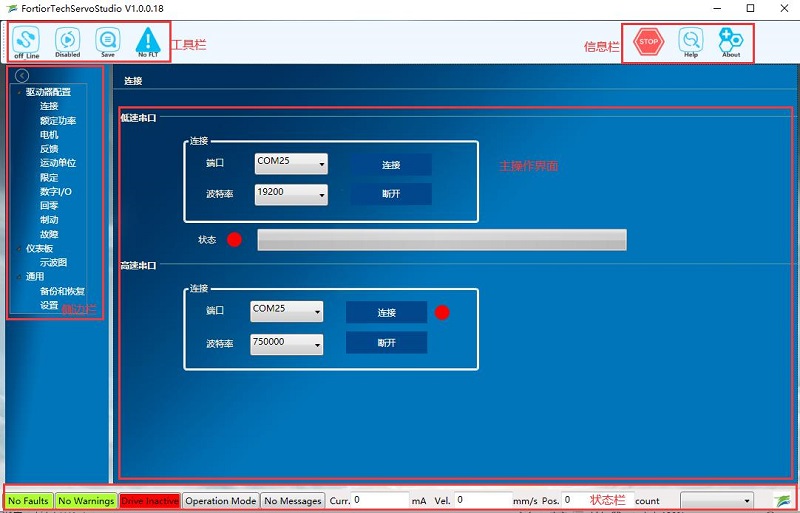 FortiorTechServoStudio V1.0.0.18
off_Line
Disabled
Save
No FLT
工具栏
信息栏
STOP
Help
About
驱动器配置
连接
额定功率
电机
反馈
运动单位
限定
数字I/O
回零
制动
故障
仪表板
示波图
通用
备份和恢复
设置
侧边栏
连接
低速串口
连接
端口 COM25 连接
波特率 19200 断开
主操作界面
状态
高速串口
连接
端口 COM25 连接
波特率 750000 断开
No Faults No Warnings Drive Inactive Operation Mode No Messages Curr. 0 mA Vel. 0 mm/s Pos. 0 状态栏 count